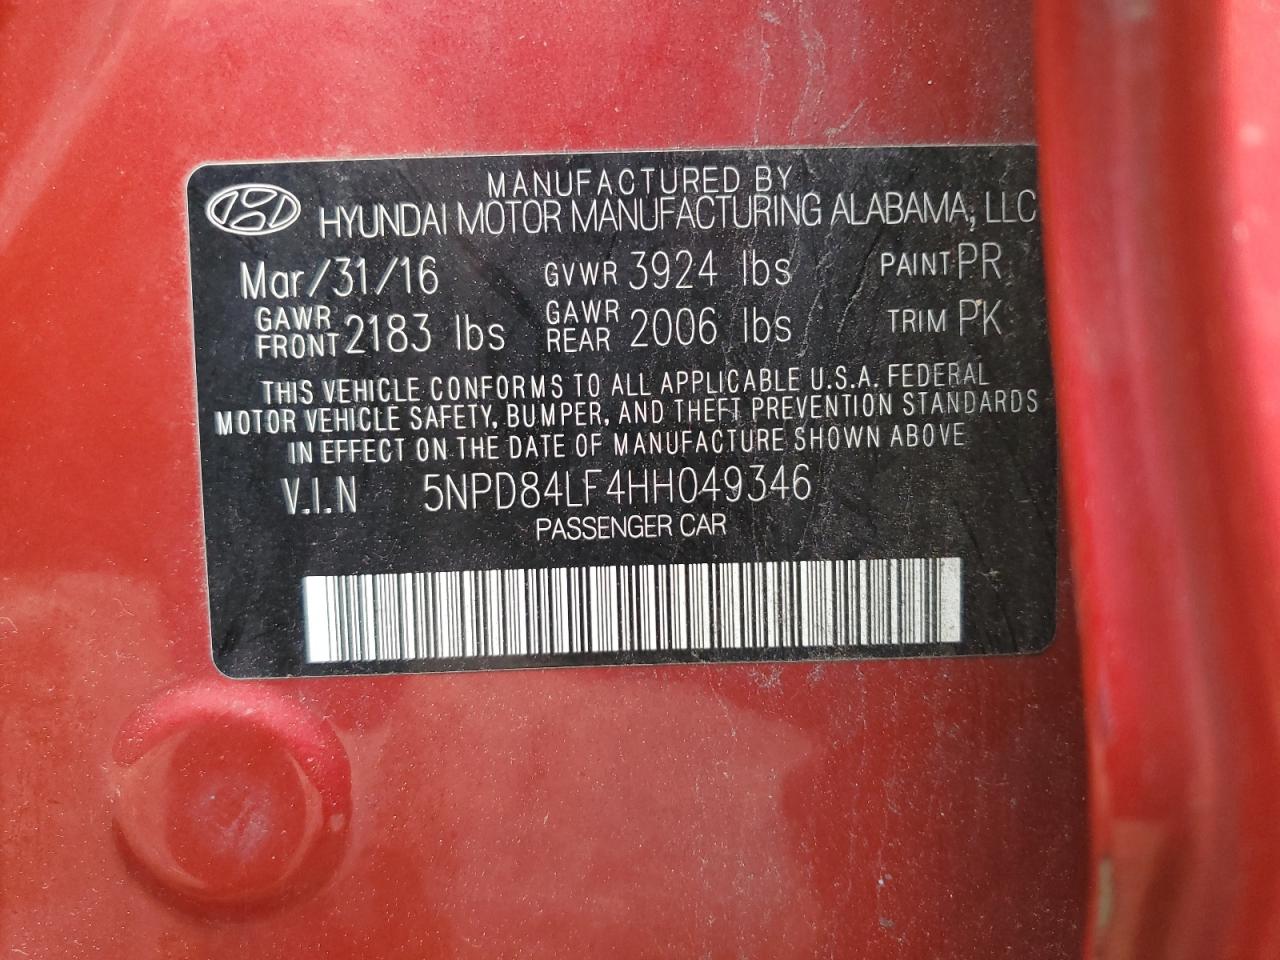 MANUFACTURED BY
HYUNDAI MOTOR MANUFACTURING ALABAMA, LLC
Mar/31/16 GVWR 3924 lbs PAINT PR
GAWR FRONT 2183 lbs GAWR REAR 2006 lbs TRIM PK
THIS VEHICLE CONFORMS TO ALL APPLICABLE U.S.A. FEDERAL
MOTOR VEHICLE SAFETY, BUMPER, AND THEFT PREVENTION STANDARDS
IN EFFECT ON THE DATE OF MANUFACTURE SHOWN ABOVE
V.I.N 5NPD84LF4HH049346
PASSENGER CAR